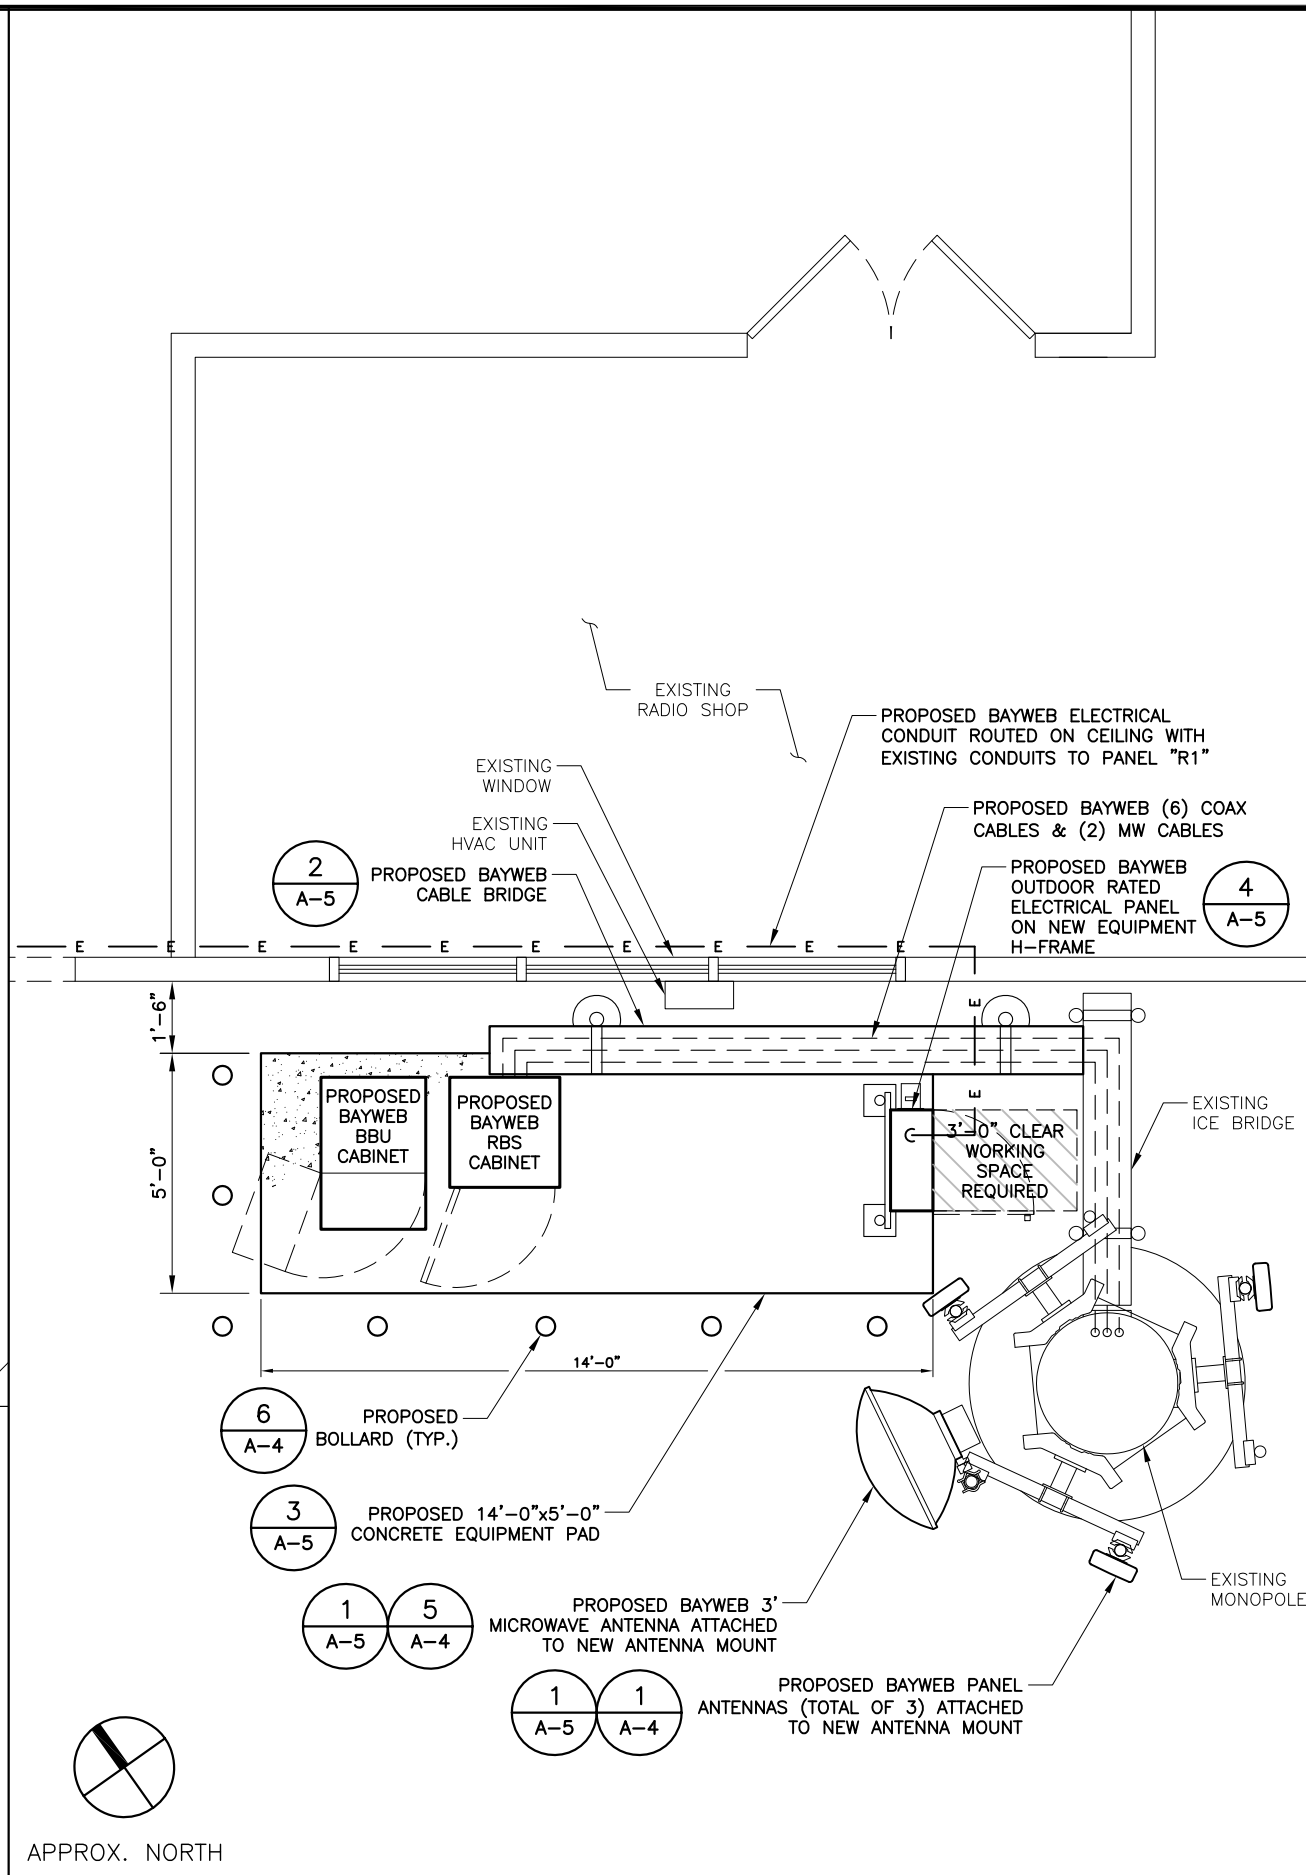 EXISTING
RADIO SHOP
PROPOSED BAYWEB ELECTRICAL
CONDUIT ROUTED ON CEILING WITH
EXISTING CONDUITS TO PANEL "R1"
EXISTING
WINDOW
EXISTING
HVAC UNIT
PROPOSED BAYWEB (6) COAX
CABLES & (2) MW CABLES
2
A-5
PROPOSED BAYWEB
CABLE BRIDGE
PROPOSED BAYWEB
OUTDOOR RATED
ELECTRICAL PANEL
ON NEW EQUIPMENT
H-FRAME
4
A-5
E E E E E E E E E E
E
E
1'-6"
5'-0"
PROPOSED
BAYWEB
BBU
CABINET
PROPOSED
BAYWEB
RBS
CABINET
3'-0" CLEAR
WORKING
SPACE
REQUIRED
EXISTING
ICE BRIDGE
14'-0"
6
A-4
PROPOSED
BOLLARD (TYP.)
3
A-5
PROPOSED 14'-0"x5'-0"
CONCRETE EQUIPMENT PAD
1
A-5
5
A-4
PROPOSED BAYWEB 3'
MICROWAVE ANTENNA ATTACHED
TO NEW ANTENNA MOUNT
EXISTING
MONOPOLE
1
A-5
1
A-4
PROPOSED BAYWEB PANEL
ANTENNAS (TOTAL OF 3) ATTACHED
TO NEW ANTENNA MOUNT
APPROX. NORTH